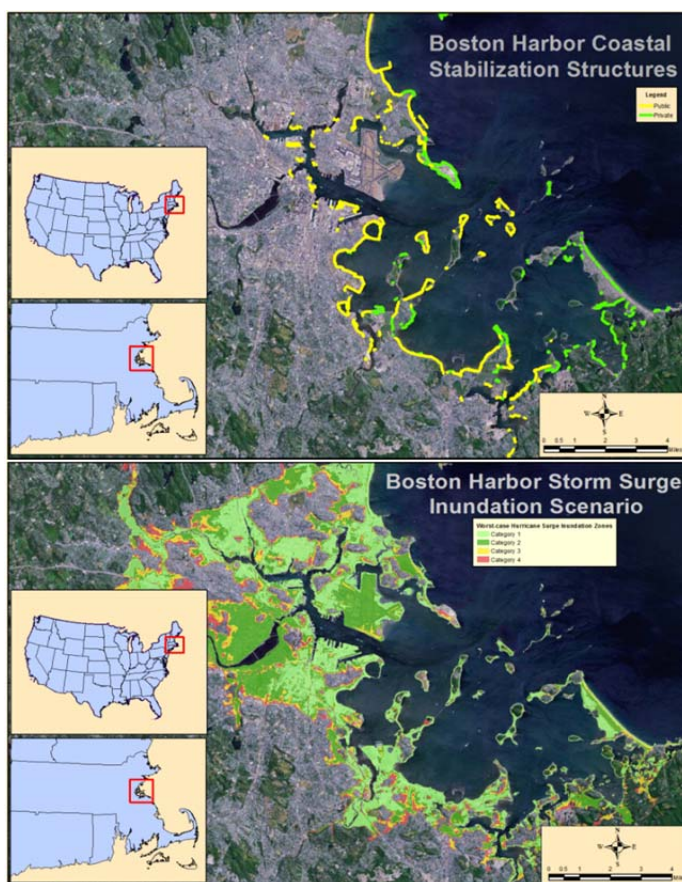 Boston Harbor Coastal
Stabilization Structures
Legend
Public
Private
N
W E
S
0 0.5 1 2 3 4
Miles
Boston Harbor Storm Surge
Inundation Scenario
Worst-case Hurricane Surge Inundation Zones
Category 1
Category 2
Category 3
Category 4
N
W E
S
0 0.5 1 2 3 4